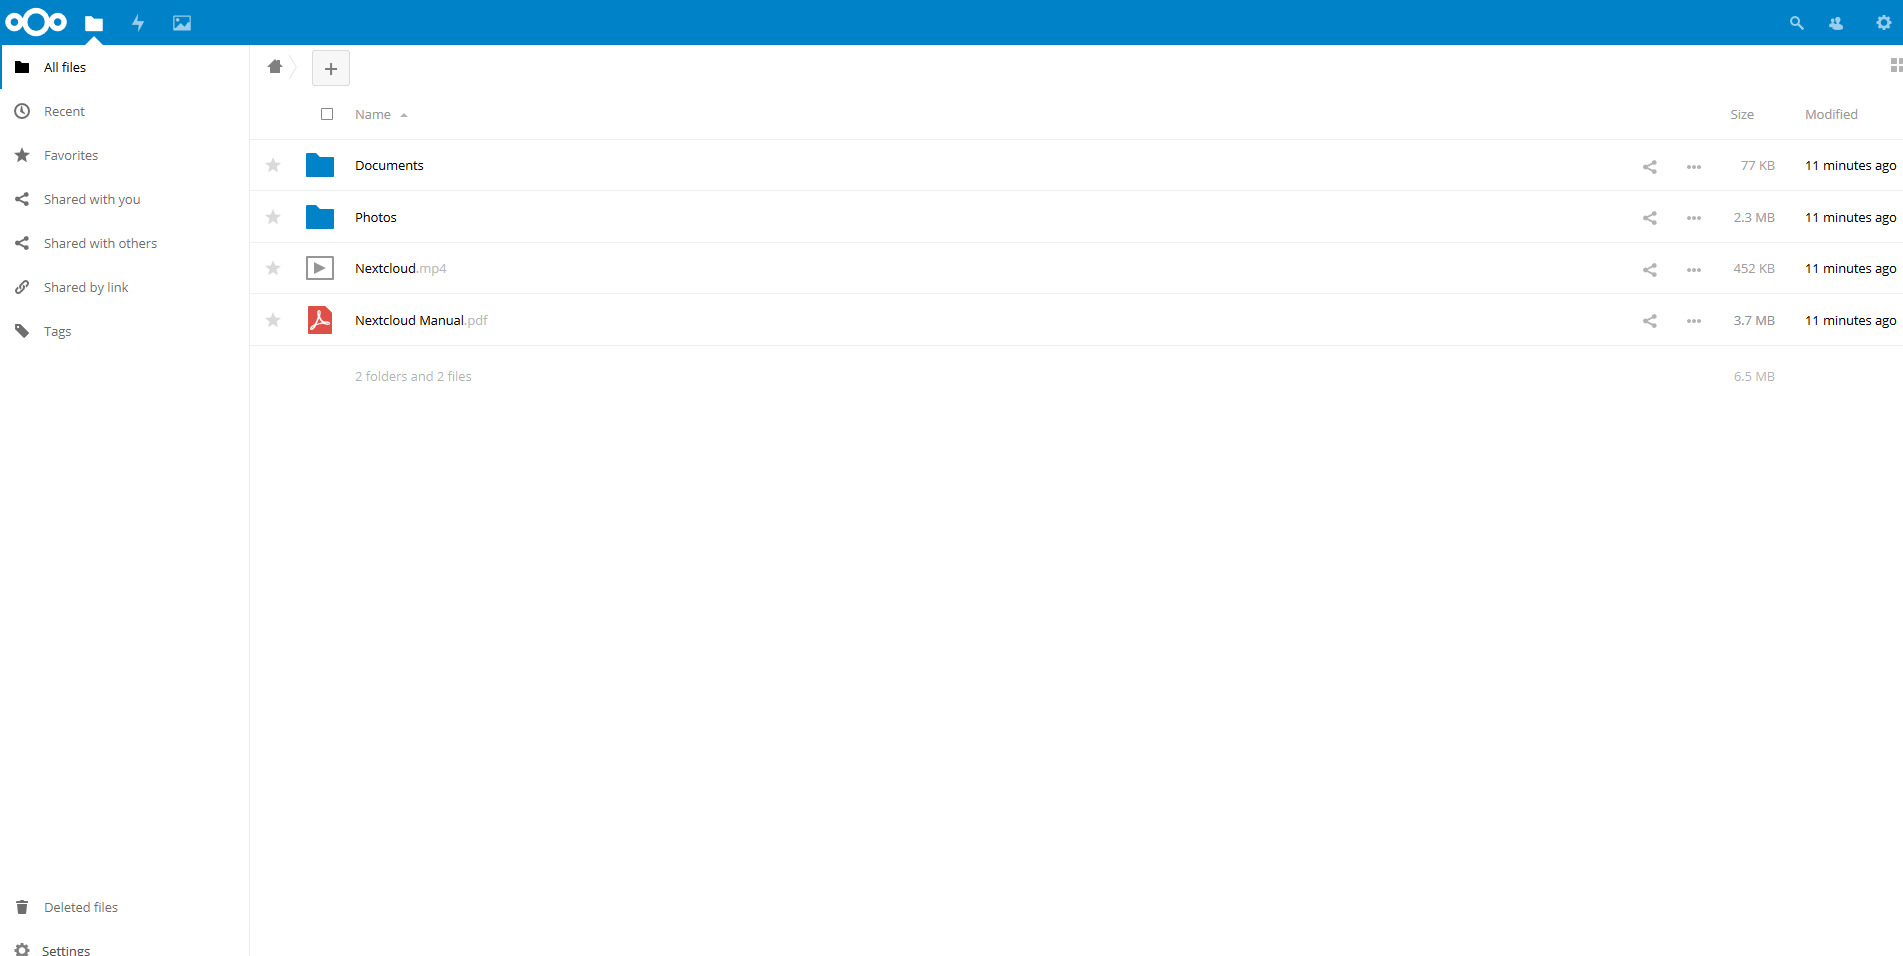 All files
Recent
Favorites
Shared with you
Shared with others
Shared by link
Tags
Deleted files
Settings
+
Name Size Modified
Documents 77 KB 11 minutes ago
Photos 2.3 MB 11 minutes ago
Nextcloud.mp4 452 KB 11 minutes ago
Nextcloud Manual.pdf 3.7 MB 11 minutes ago
2 folders and 2 files 6.5 MB